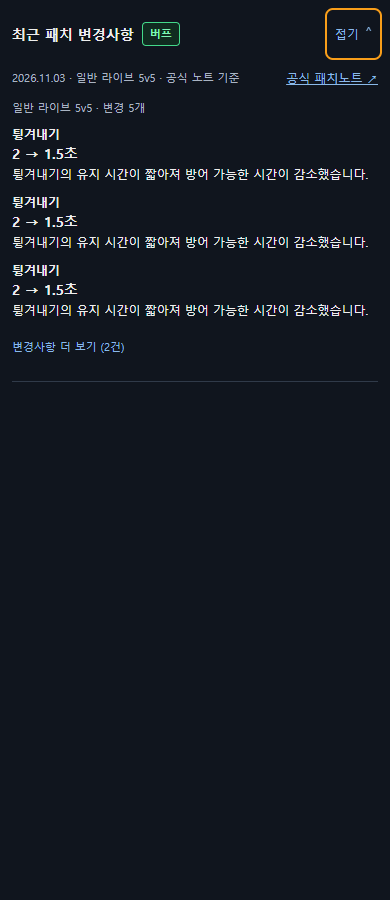 최근 패치 변경사항 버프 접기 ^
2026.11.03 · 일반 라이브 5v5 · 공식 노트 기준 공식 패치노트 ↗
일반 라이브 5v5 · 변경 5개
튕겨내기
2 → 1.5초
튕겨내기의 유지 시간이 짧아져 방어 가능한 시간이 감소했습니다.
튕겨내기
2 → 1.5초
튕겨내기의 유지 시간이 짧아져 방어 가능한 시간이 감소했습니다.
튕겨내기
2 → 1.5초
튕겨내기의 유지 시간이 짧아져 방어 가능한 시간이 감소했습니다.
변경사항 더 보기 (2건)